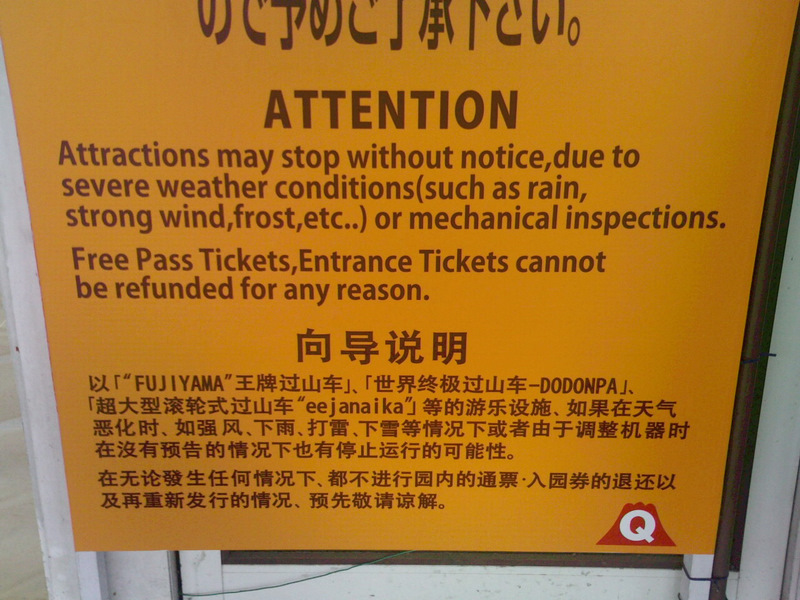 ので予めご了承下さい。
ATTENTION
Attractions may stop without notice,due to
severe weather conditions(such as rain,
strong wind,frost,etc..) or mechanical inspections.
Free Pass Tickets,Entrance Tickets cannot
be refunded for any reason.
向导说明
以「“FUJIYAMA”王牌过山车」、「世界终极过山车-DODONPA」、
「超大型滚轮式过山车“eejanaika”」等的游乐设施、如果在天气
恶化时、如强风、下雨、打雷、下雪等情况下或者由于调整机器时
在沒有预告的情况下也有停止运行的可能性。
在无论發生任何情况下、都不进行园内的通票·入园券的退还以
及再重新发行的情况、预先敬请谅解。
Q